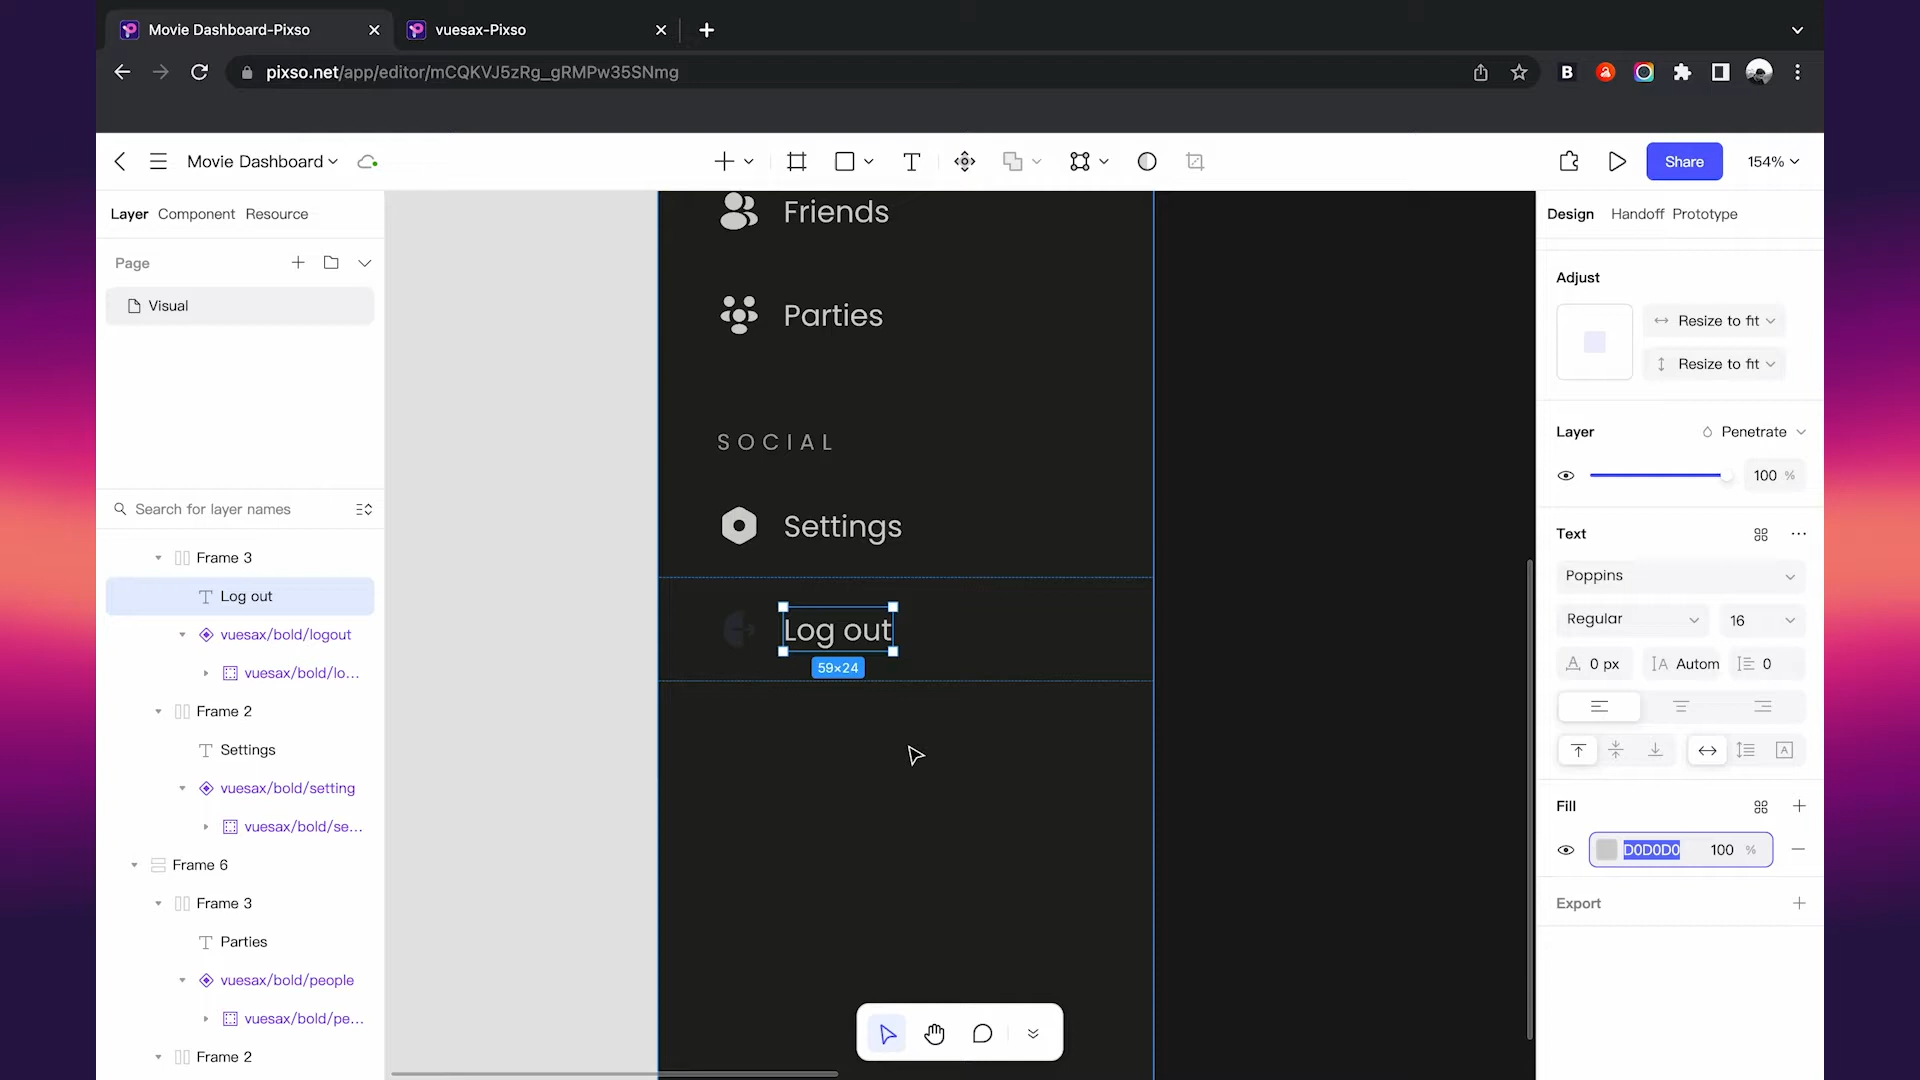 Movie Dashboard-Pixso
vuesax-Pixso
pixso.net/app/editor/mCQKVJ5zRg_gRMPw35SNmg
B
Movie Dashboard
Share
154%
Layer
Component
Resource
Design
Handoff
Prototype
Page
Visual
Search for layer names
Frame 3
Log out
vuesax/bold/logout
vuesax/bold/lo...
Frame 2
Settings
vuesax/bold/setting
vuesax/bold/se...
Frame 6
Frame 3
Parties
vuesax/bold/people
vuesax/bold/pe...
Frame 2
Friends
Parties
SOCIAL
Settings
Log out
59×24
Adjust
Resize to fit
Resize to fit
Layer
Penetrate
100 %
Text
Poppins
Regular
16
0 px
Autom
0
Fill
D0D0D0 100 %
Export